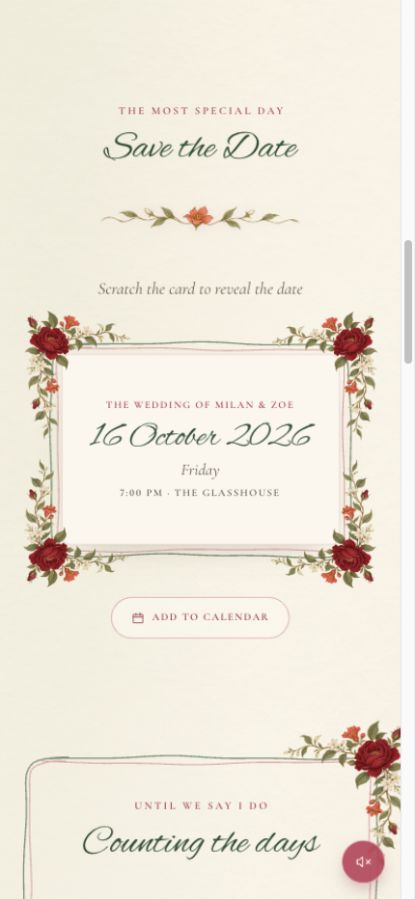 THE MOST SPECIAL DAY
Save the Date
Scratch the card to reveal the date
THE WEDDING OF MILAN & ZOE
16 October 2026
Friday
7:00 PM · THE GLASSHOUSE
ADD TO CALENDAR
UNTIL WE SAY I DO
Counting the days